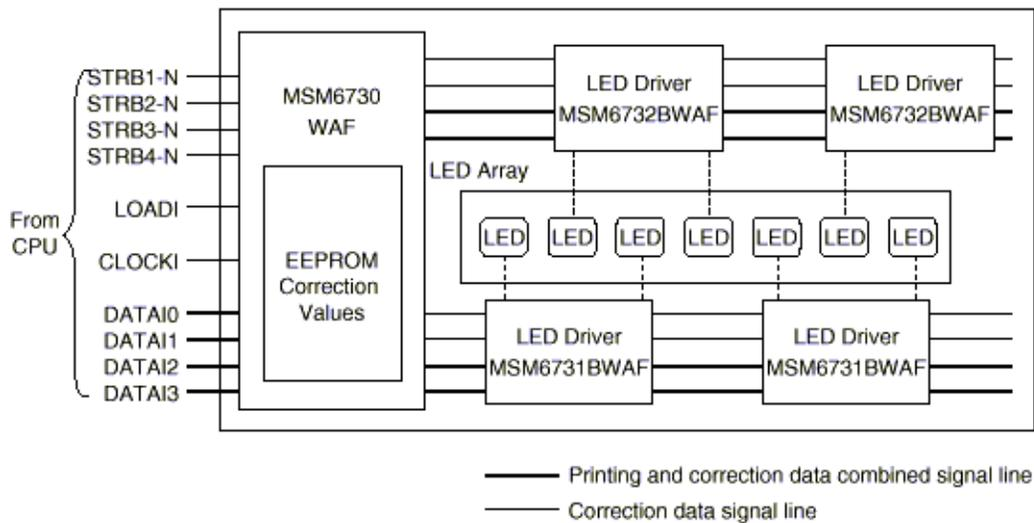 STRB1-N
STRB2-N
STRB3-N
STRB4-N
LOADI
CLOCKI
DATAI0
DATAI1
DATAI2
DATAI3
From
CPU
MSM6730
WAF
EEPROM
Correction
Values
LED Driver
MSM6732BWAF
LED Driver
MSM6732BWAF
LED Array
LED LED LED LED LED LED LED
LED Driver
MSM6731BWAF
LED Driver
MSM6731BWAF
Printing and correction data combined signal line
Correction data signal line